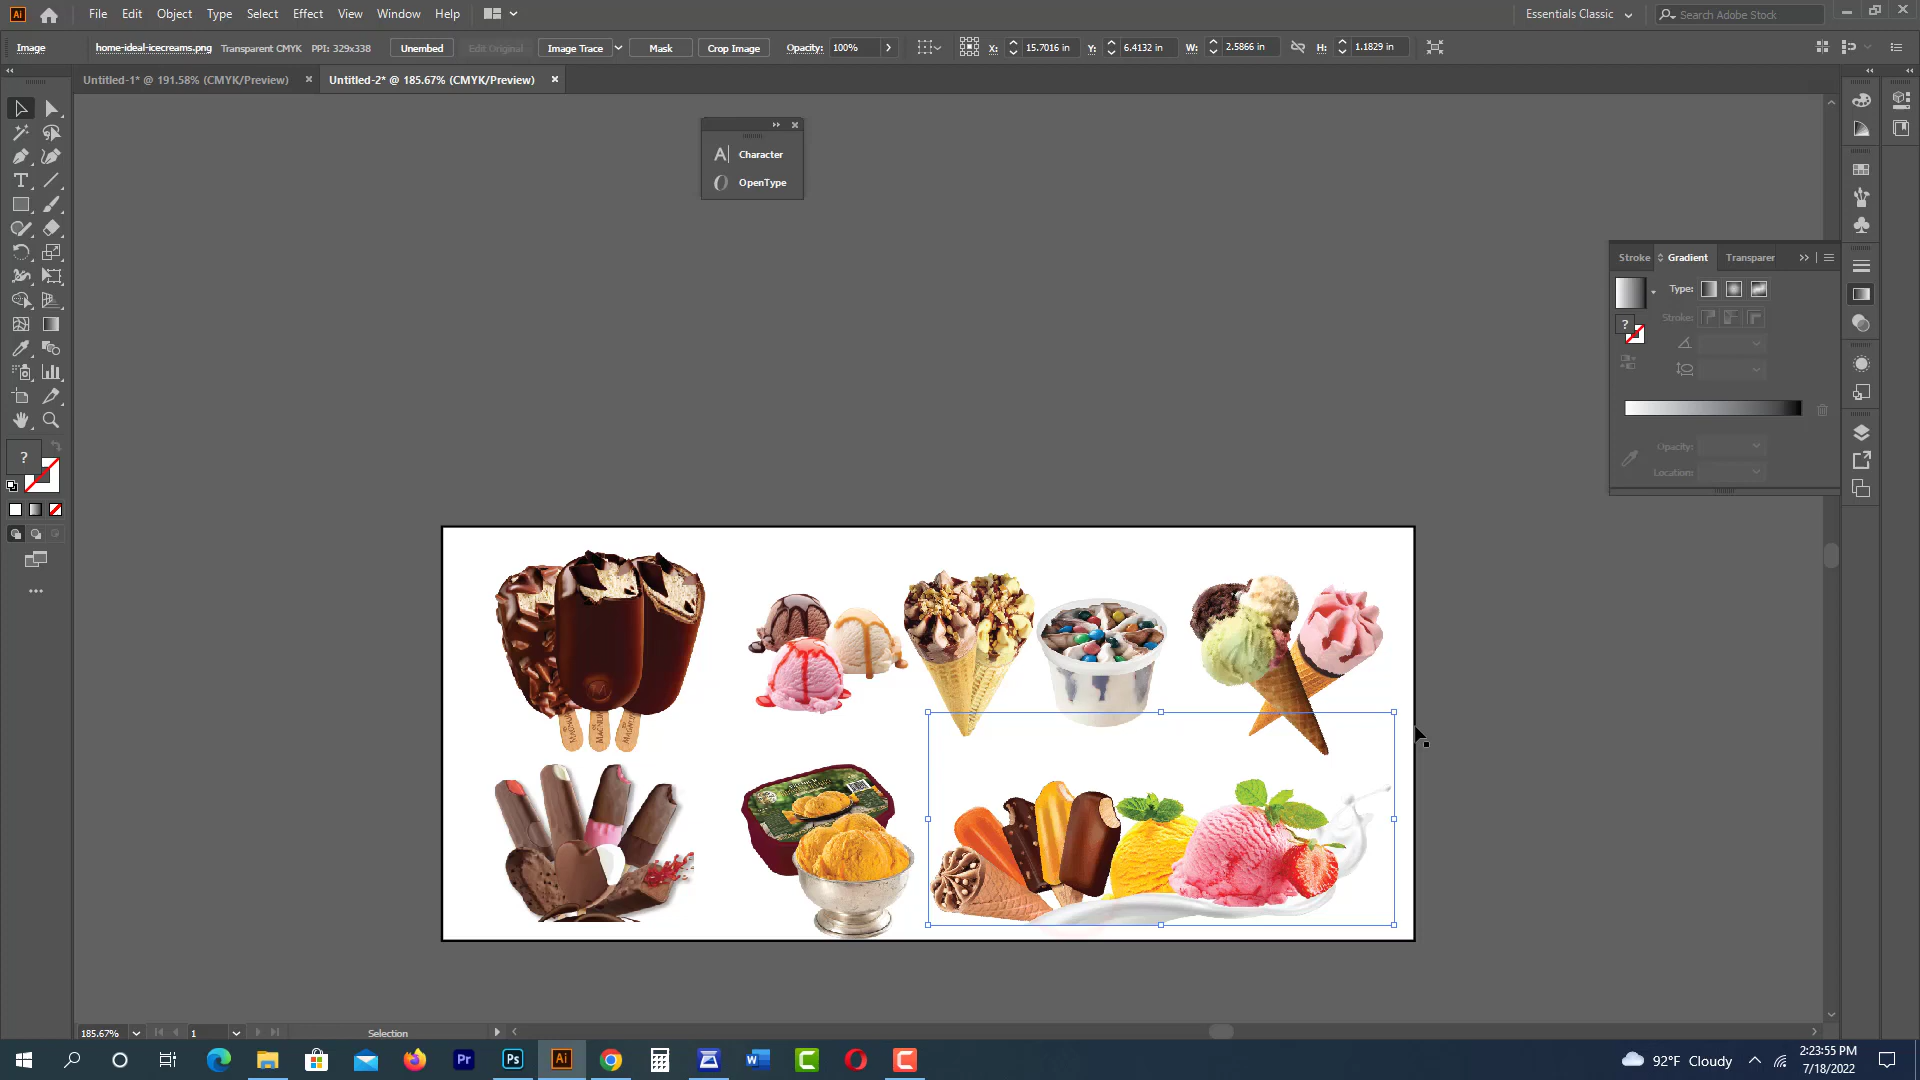 Ai File Edit Object Type Select Effect View Window Help
Essentials Classic Search Adobe Stock
Image home-ideal-icecreams.png Transparent CMYK PPI: 329x338 Unembed Edit Original Image Trace Mask Crop Image Opacity: 100% X: 15.7016 in Y: 6.4132 in W: 2.5866 in H: 1.1829 in
Untitled-1* @ 191.58% (CMYK/Preview) Untitled-2* @ 185.67% (CMYK/Preview)
Character
OpenType
Stroke Gradient Transparer
Type:
Stroke:
Opacity:
Location:
?
?
185.67% 1 Selection
Pr Ps Ai
92°F Cloudy
2:23:55 PM
7/18/2022